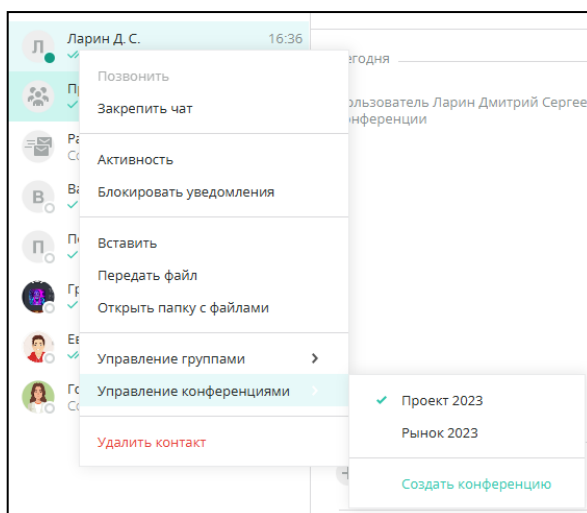 Л
Ларин Д. С. 16:36
Позвонить
Закрепить чат
Активность
Блокировать уведомления
В
Вставить
П
Передать файл
Открыть папку с файлами
Управление группами
Управление конференциями
Удалить контакт
Проект 2023
Рынок 2023
Создать конференцию
ользователь Ларин Дмитрий Сергее
онференции